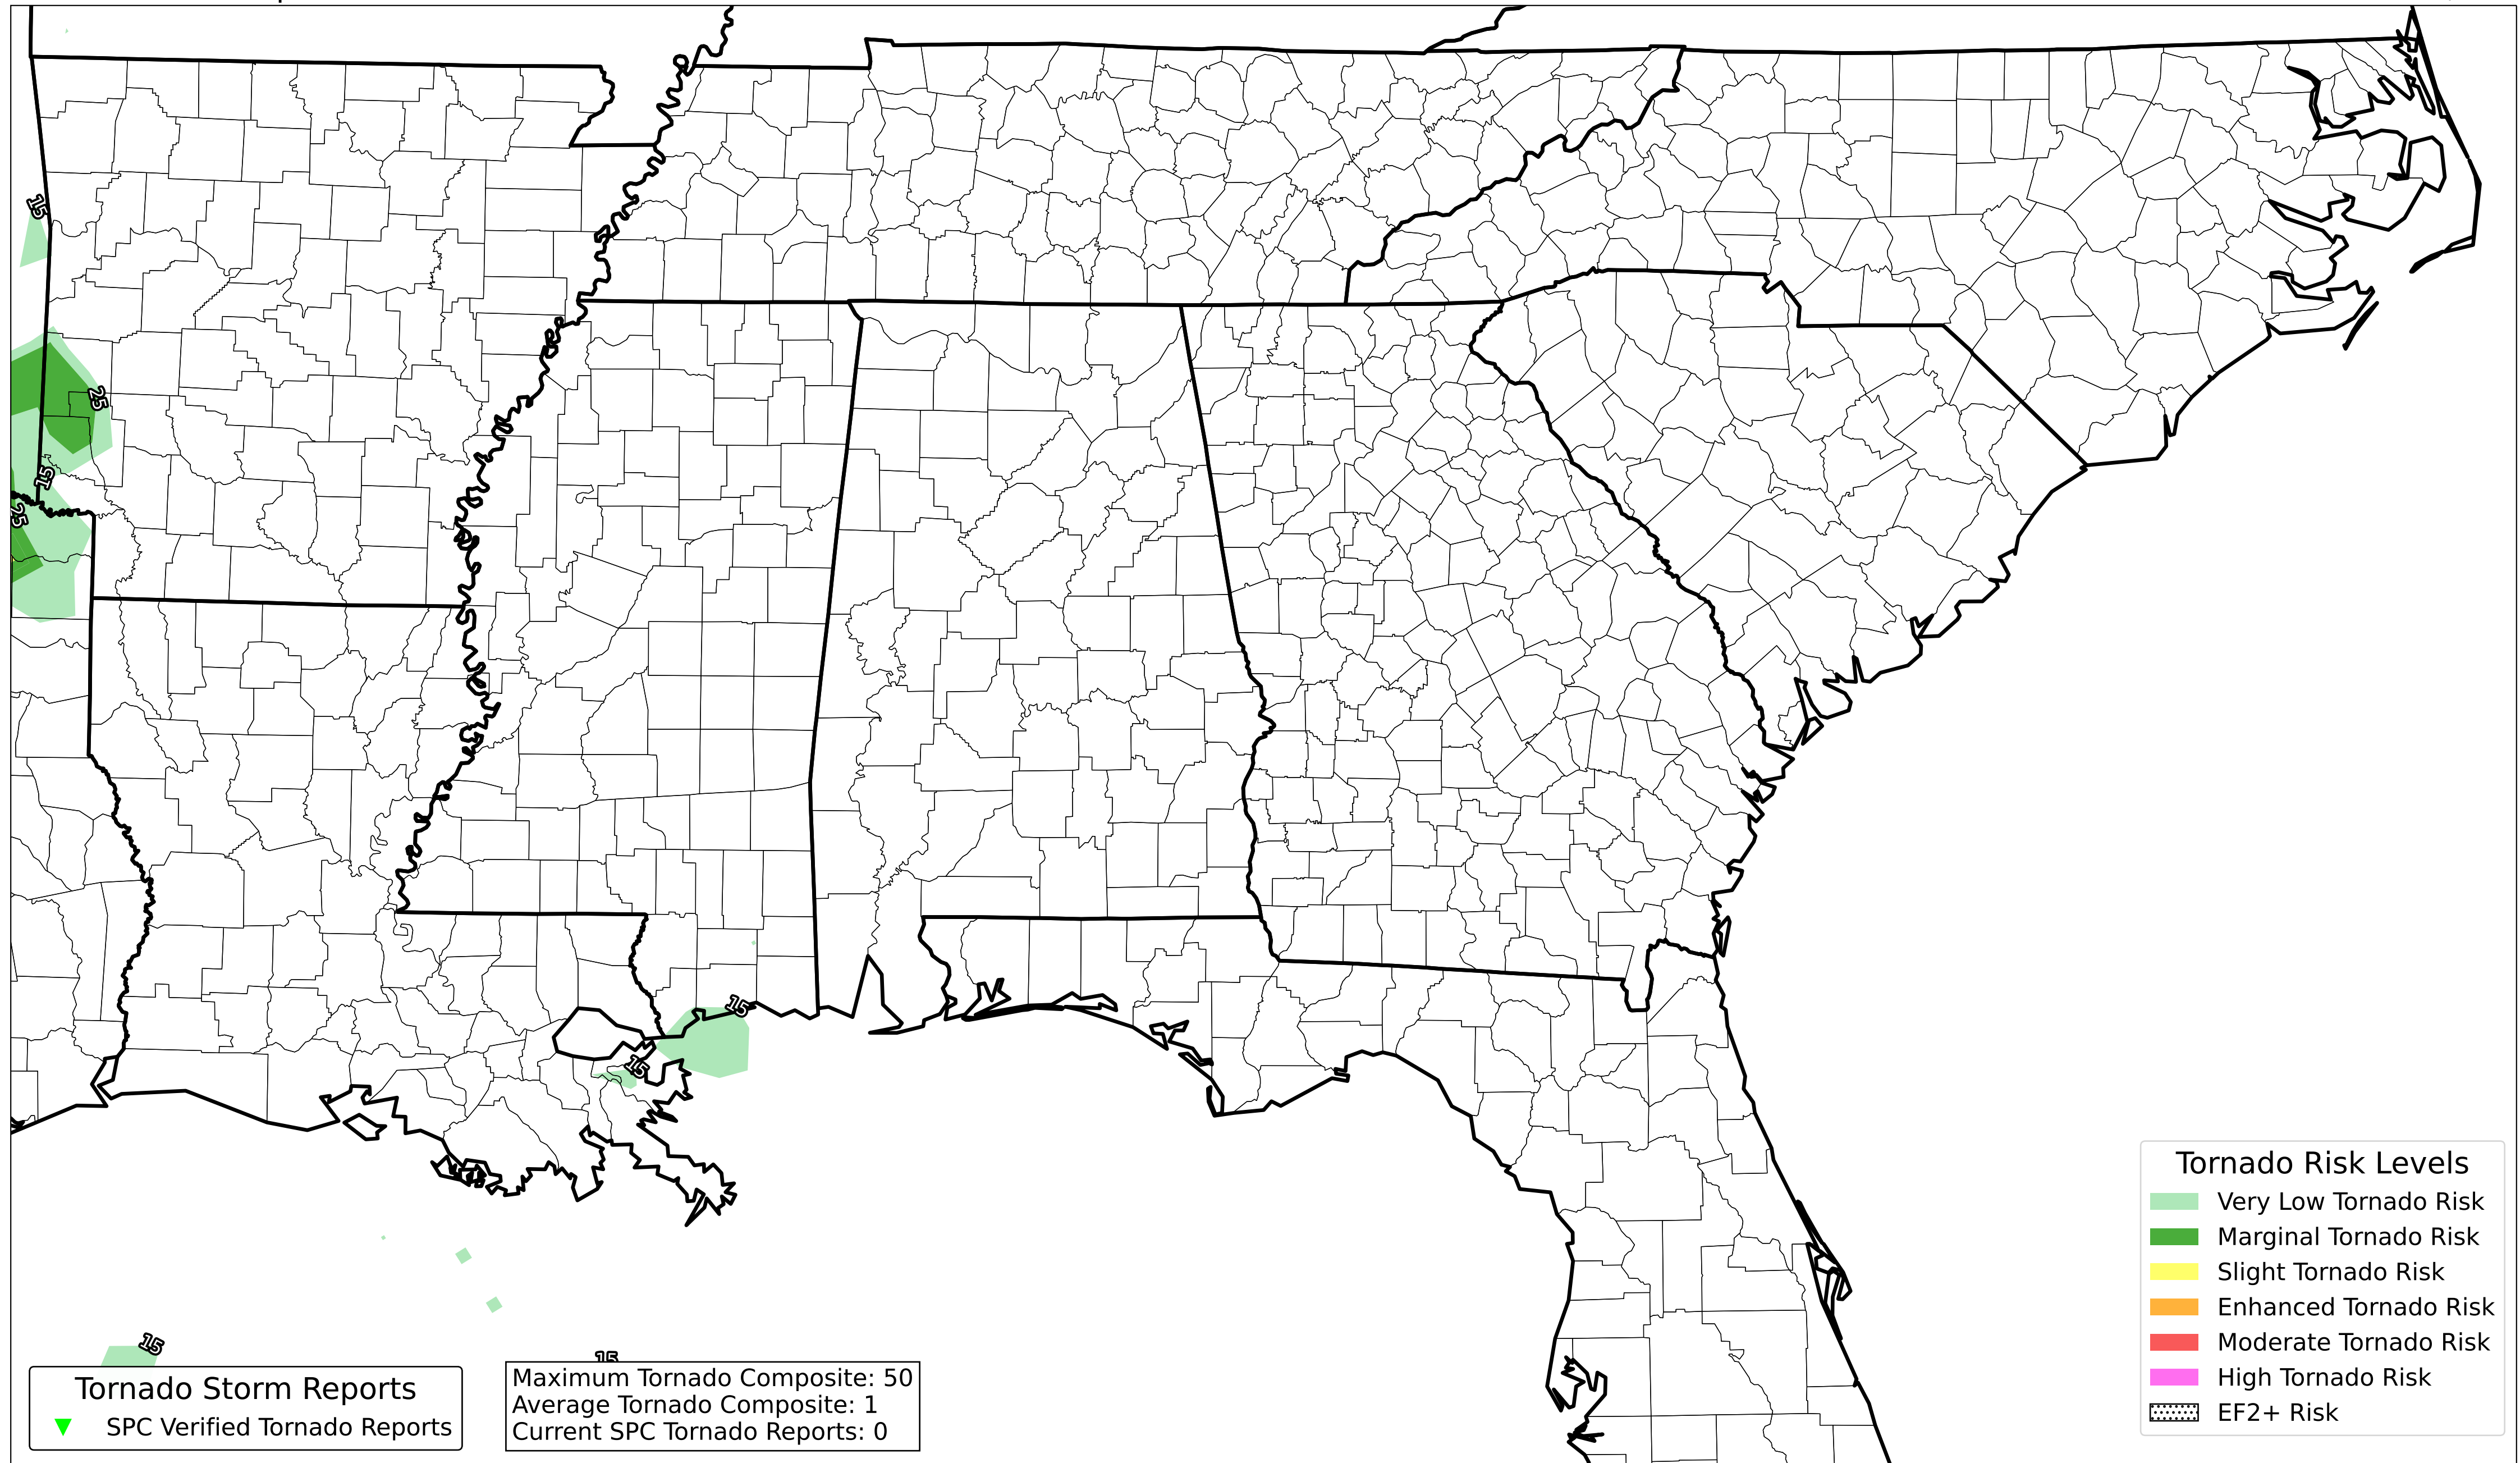 15
25
15
25
15
15
15
15
Tornado Risk Levels
Very Low Tornado Risk
Marginal Tornado Risk
Slight Tornado Risk
Enhanced Tornado Risk
Moderate Tornado Risk
High Tornado Risk
EF2+ Risk
Tornado Storm Reports
SPC Verified Tornado Reports
Maximum Tornado Composite: 50
Average Tornado Composite: 1
Current SPC Tornado Reports: 0